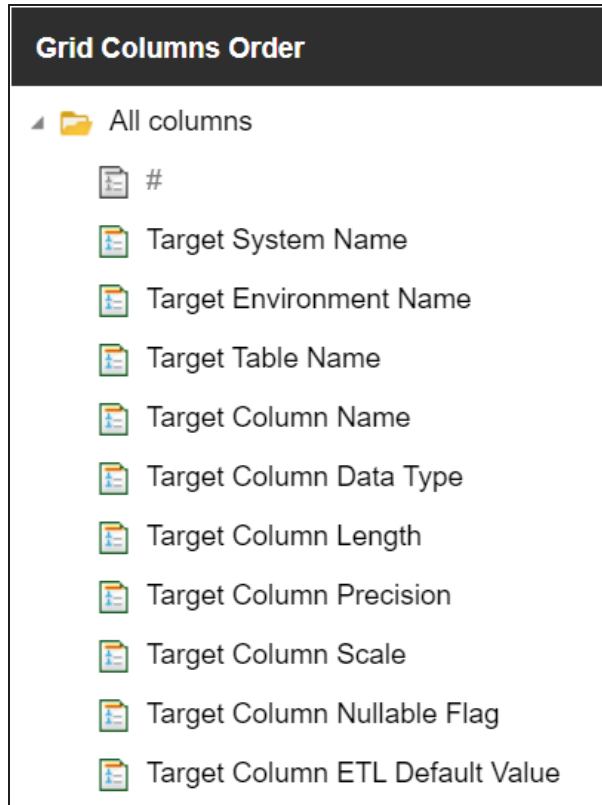 Grid Columns Order
All columns
#
Target System Name
Target Environment Name
Target Table Name
Target Column Name
Target Column Data Type
Target Column Length
Target Column Precision
Target Column Scale
Target Column Nullable Flag
Target Column ETL Default Value